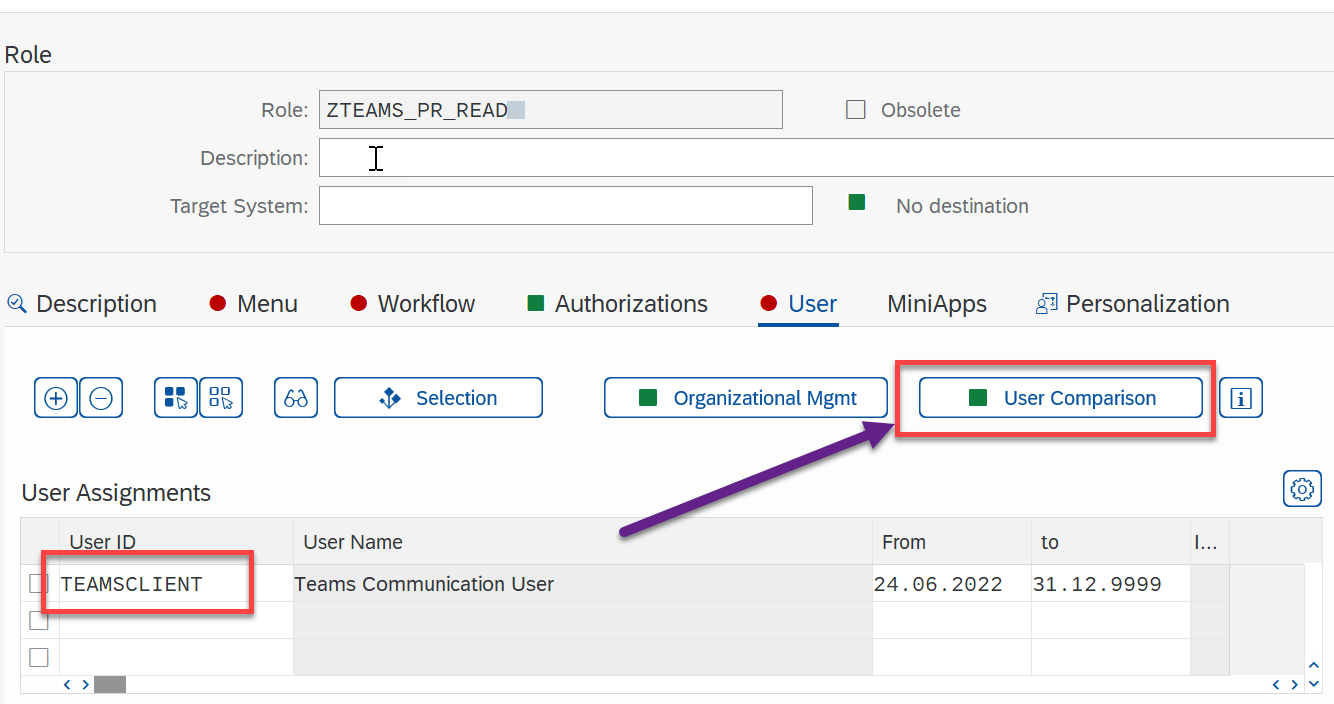 Role
Role: ZTEAMS_PR_READ Obsolete
Description:
Target System: No destination
Description Menu Workflow Authorizations User MiniApps Personalization
Selection Organizational Mgmt User Comparison i
User Assignments
User ID User Name From to I...
TEAMSCLIENT Teams Communication User 24.06.2022 31.12.9999